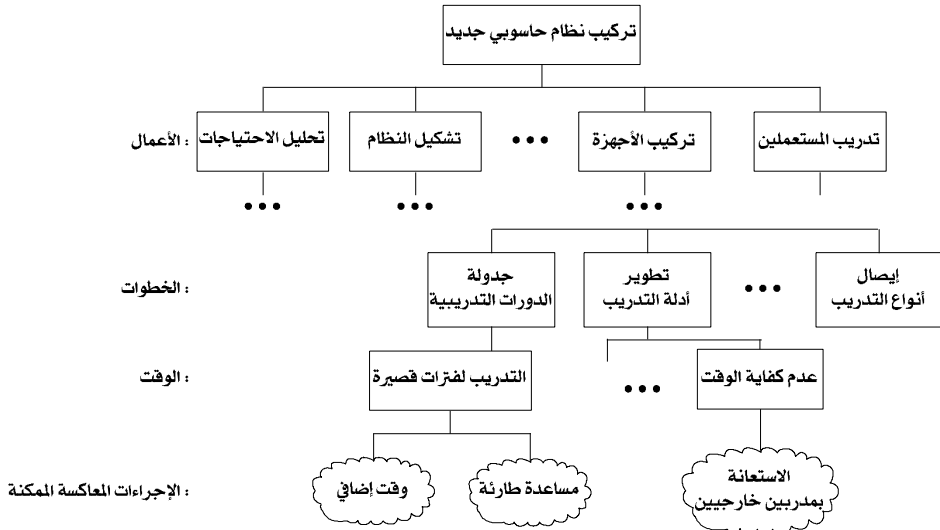 تركيب نظام حاسوبي جديد
الأعمال :
تحليل الاحتياجات
تشكيل النظام
•••
تركيب الأجهزة
تدريب المستعملين
•••
•••
•••
الخطوات :
جدولة
الدورات التدريبية
تطوير
أدلة التدريب
•••
إيصال
أنواع التدريب
الوقت :
التدريب لفترات قصيرة
•••
عدم كفاية الوقت
الإجراءات المعاكسة الممكنة :
وقت إضافي
مساعدة طارئة
الاستعانة
بمدربين خارجيين